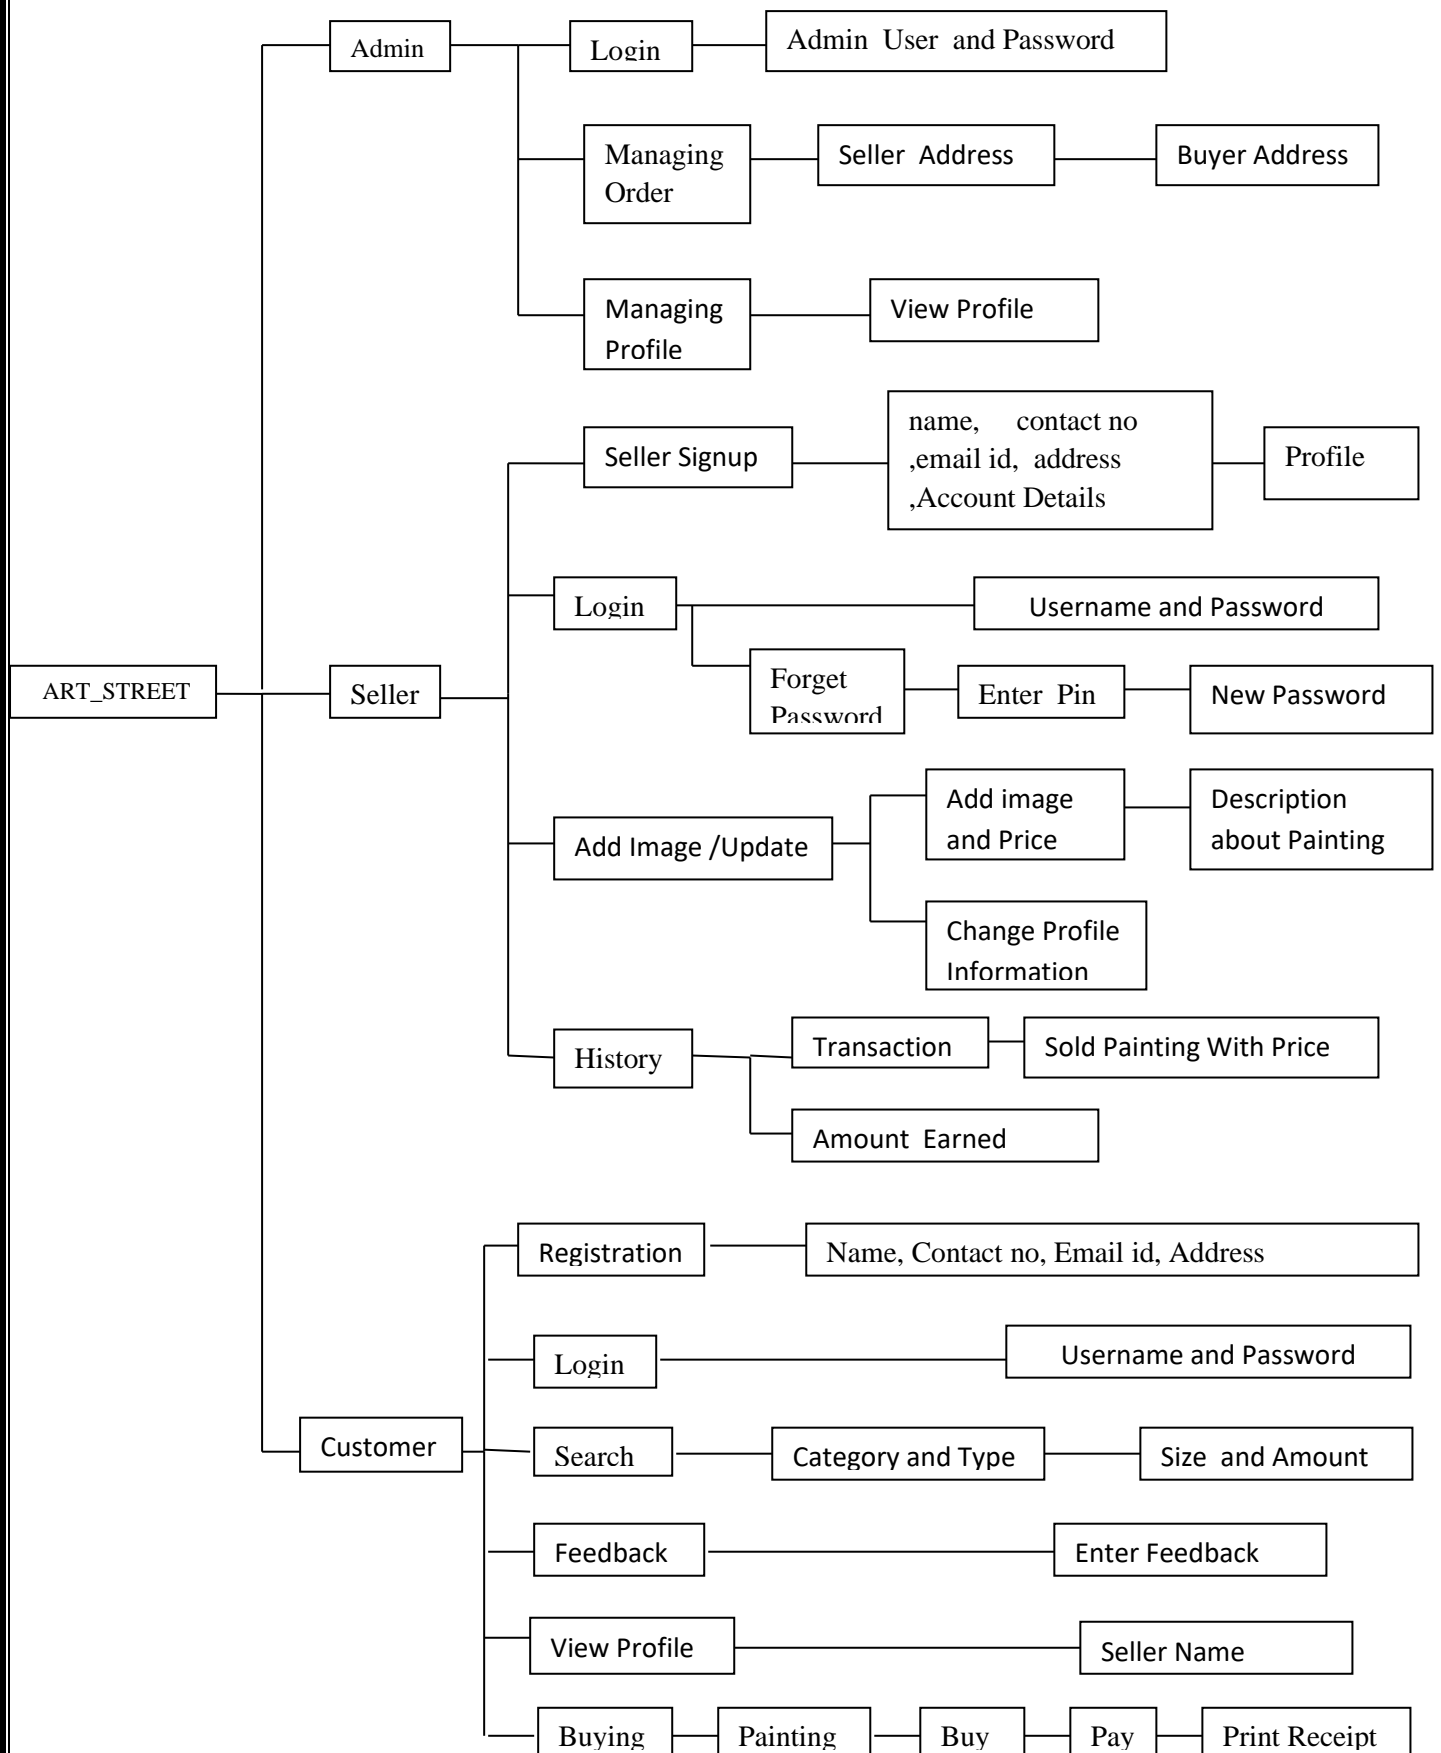 Admin
Login
Admin  User  and Password
Managing
Order
Seller  Address
Buyer Address
Managing
Profile
View Profile
Seller Signup
name,    contact no
,email id,  address
,Account Details
Profile
Login
Username and Password
ART_STREET
Seller
Forget
Password
Enter  Pin
New Password
Add Image /Update
Add image
and Price
Description
about Painting
Change Profile
Information
History
Transaction
Sold Painting With Price
Amount  Earned
Registration
Name, Contact no, Email id, Address
Login
Username and Password
Customer
Search
Category and Type
Size  and Amount
Feedback
Enter Feedback
View Profile
Seller Name
Buying
Painting
Buy
Pay
Print Receipt